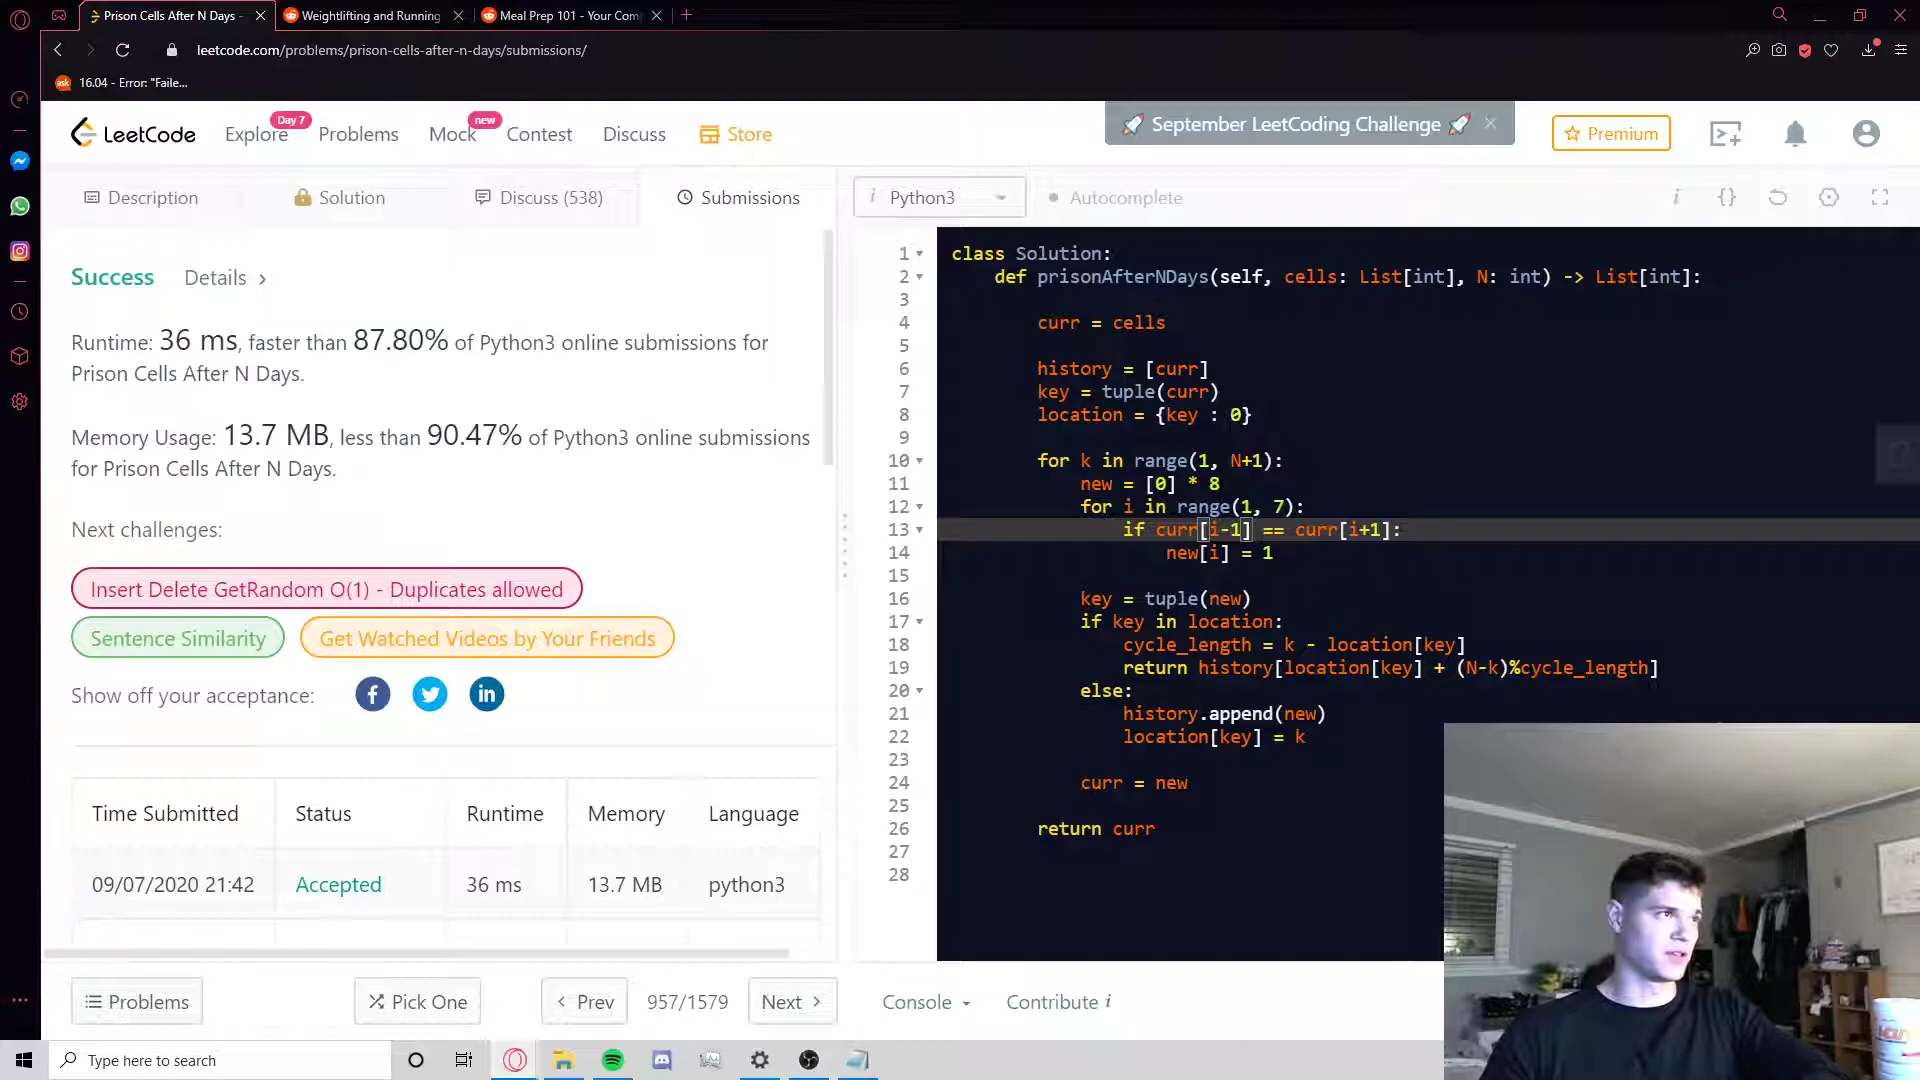 Prison Cells After N Days -
Weightlifting and Running
Meal Prep 101 - Your Com
leetcode.com/problems/prison-cells-after-n-days/submissions/
ask
16.04 - Error: "Faile...
LeetCode
Explore
Day 7
Problems
Mock
new
Contest
Discuss
Store
🚀 September LeetCoding Challenge 🚀
Premium
Description
Solution
Discuss (538)
Submissions
i Python3
Autocomplete
i
{}
Success
Details >
Runtime: 36 ms, faster than 87.80% of Python3 online submissions for
Prison Cells After N Days.
Memory Usage: 13.7 MB, less than 90.47% of Python3 online submissions
for Prison Cells After N Days.
Next challenges:
Insert Delete GetRandom O(1) - Duplicates allowed
Sentence Similarity
Get Watched Videos by Your Friends
Show off your acceptance:
Time Submitted Status Runtime Memory Language
09/07/2020 21:42 Accepted 36 ms 13.7 MB python3
1 class Solution:
2     def prisonAfterNDays(self, cells: List[int], N: int) -> List[int]:
3
4         curr = cells
5
6         history = [curr]
7         key = tuple(curr)
8         location = {key : 0}
9
10         for k in range(1, N+1):
11             new = [0] * 8
12             for i in range(1, 7):
13                 if curr[i-1] == curr[i+1]:
14                     new[i] = 1
15
16             key = tuple(new)
17             if key in location:
18                 cycle_length = k - location[key]
19                 return history[location[key] + (N-k)%cycle_length]
20             else:
21                 history.append(new)
22                 location[key] = k
23
24             curr = new
25
26         return curr
27
28
Problems
Pick One
< Prev
957/1579
Next >
Console
Contribute i
Type here to search